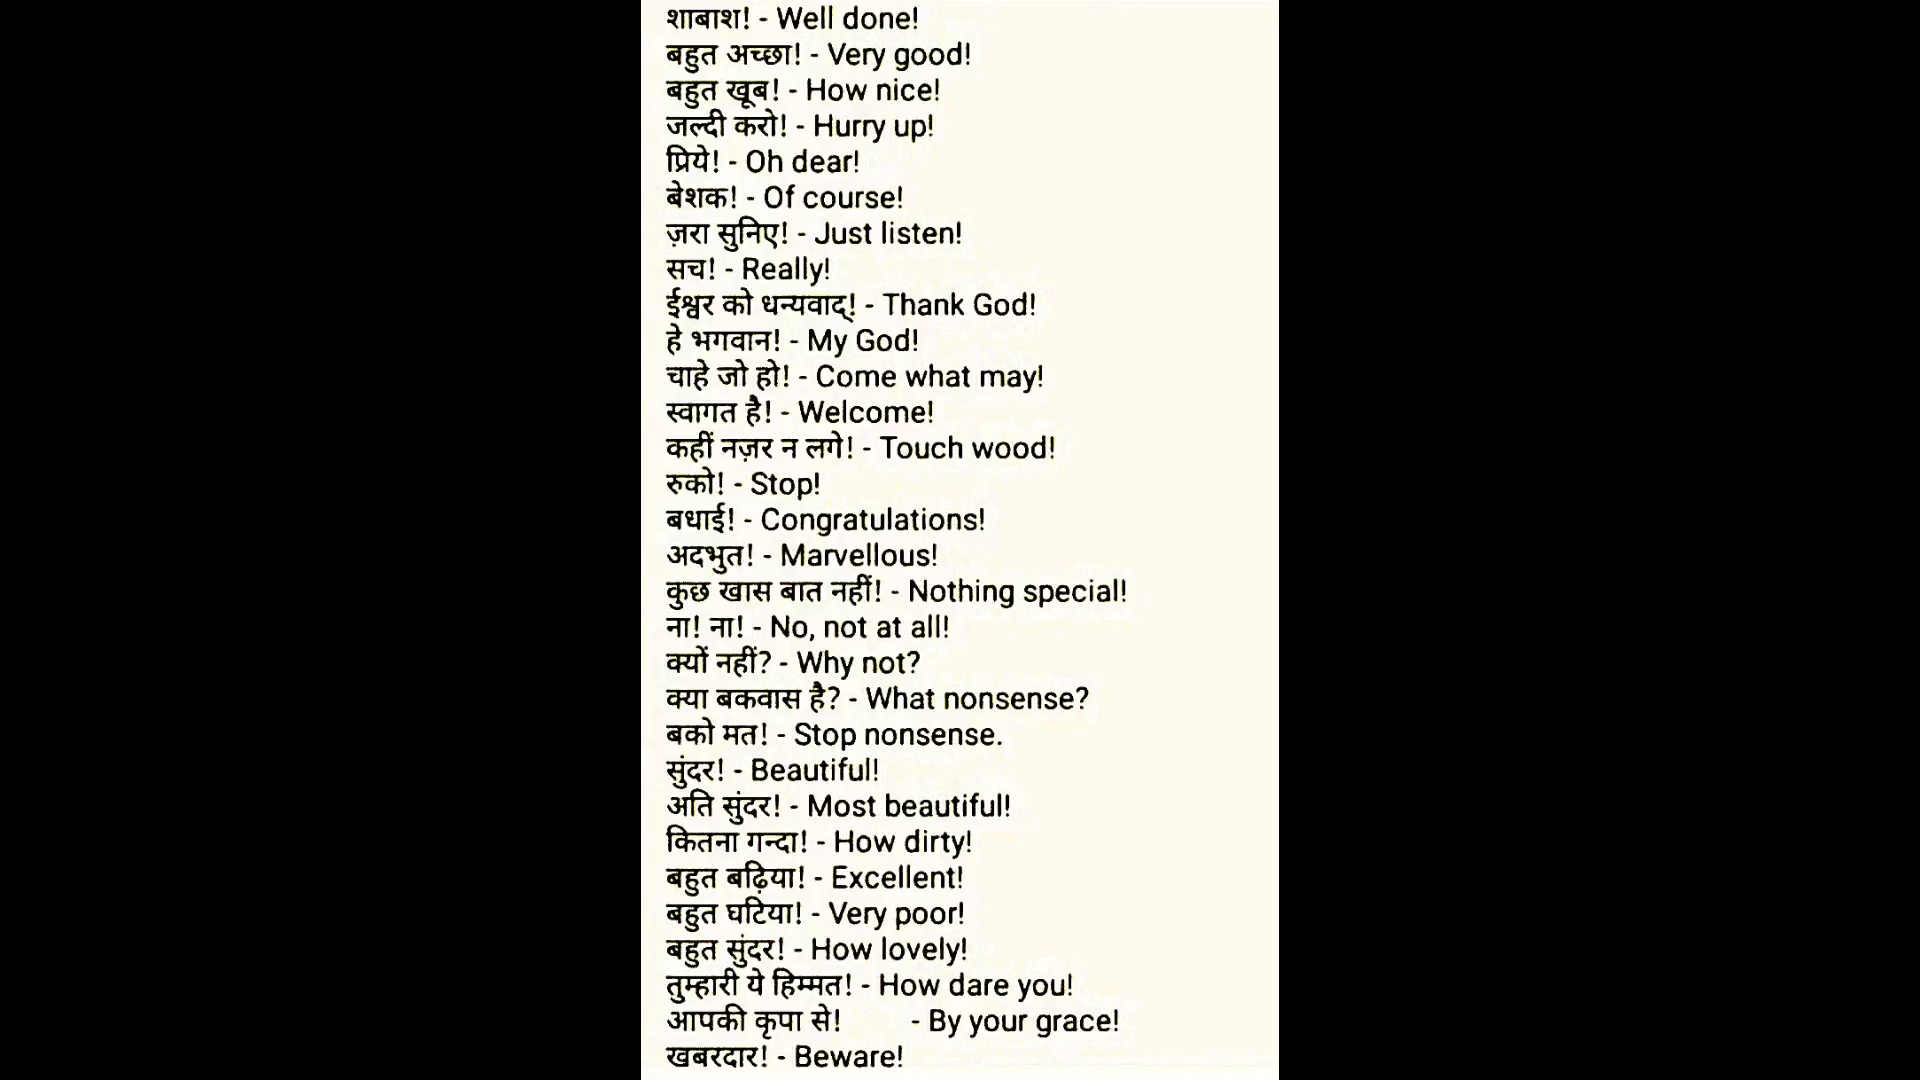 शाबाश! - Well done!
बहुत अच्छा! - Very good!
बहुत खूब! - How nice!
जल्दी करो! - Hurry up!
प्रिये! - Oh dear!
बेशक! - Of course!
ज़रा सुनिए! - Just listen!
सच! - Really!
ईश्वर को धन्यवाद्! - Thank God!
हे भगवान! - My God!
चाहे जो हो! - Come what may!
स्वागत है! - Welcome!
कहीं नज़र न लगे! - Touch wood!
रुको! - Stop!
बधाई! - Congratulations!
अदभुत! - Marvellous!
कुछ खास बात नहीं! - Nothing special!
ना! ना! - No, not at all!
क्यों नहीं? - Why not?
क्या बकवास है? - What nonsense?
बको मत! - Stop nonsense.
सुंदर! - Beautiful!
अति सुंदर! - Most beautiful!
कितना गन्दा! - How dirty!
बहुत बढ़िया! - Excellent!
बहुत घटिया! - Very poor!
बहुत सुंदर! - How lovely!
तुम्हारी ये हिम्मत! - How dare you!
आपकी कृपा से! - By your grace!
खबरदार! - Beware!